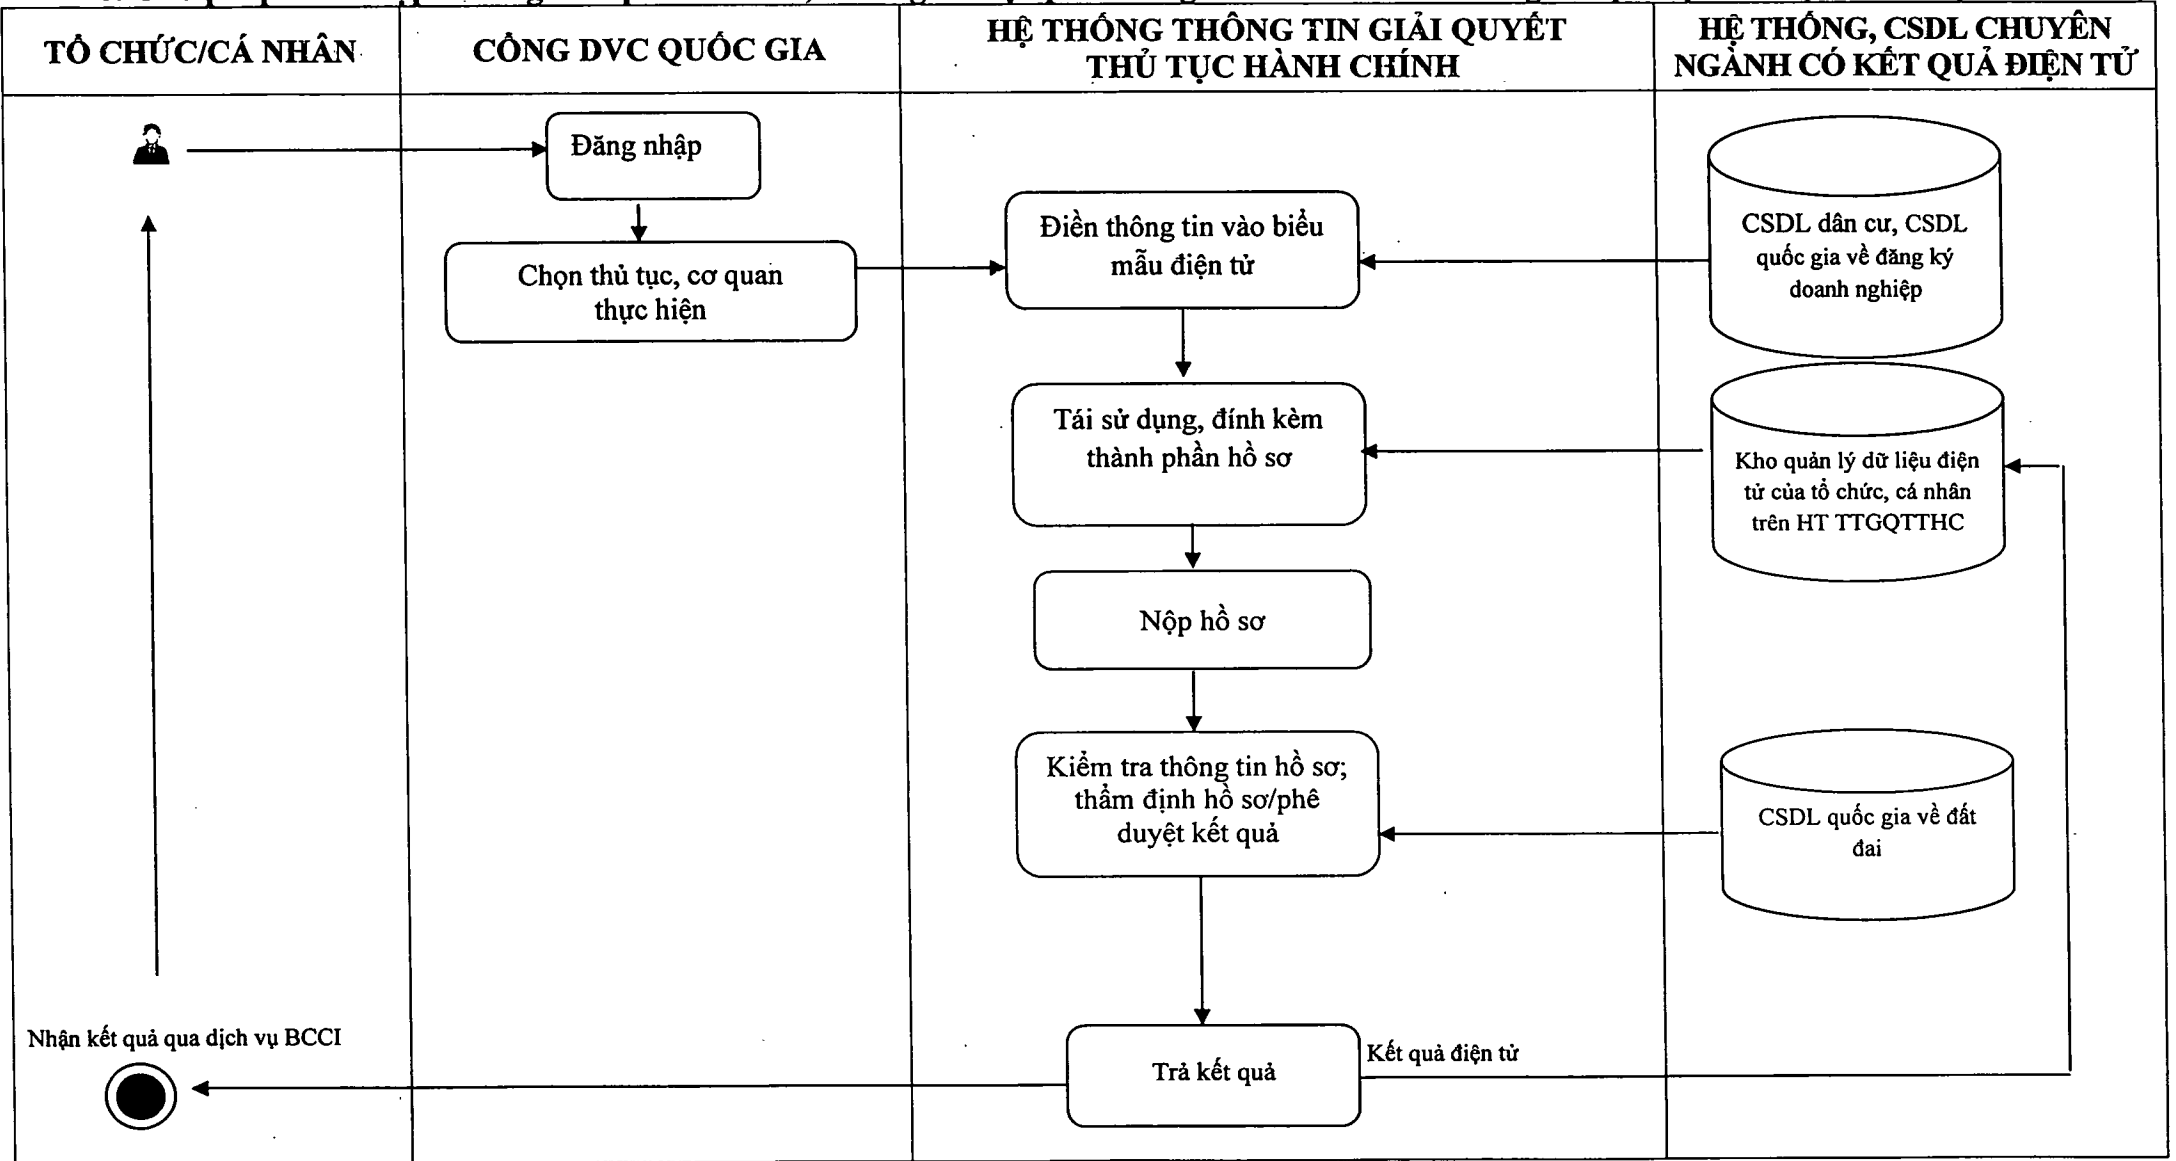 TỔ CHỨC/CÁ NHÂN
CỔNG DVC QUỐC GIA
HỆ THỐNG THÔNG TIN GIẢI QUYẾT
THỦ TỤC HÀNH CHÍNH
HỆ THỐNG, CSDL CHUYÊN
NGÀNH CÓ KẾT QUẢ ĐIỆN TỬ
Đăng nhập
Chọn thủ tục, cơ quan
thực hiện
Điền thông tin vào biểu
mẫu điện tử
CSDL dân cư, CSDL
quốc gia về đăng ký
doanh nghiệp
Tái sử dụng, đính kèm
thành phần hồ sơ
Kho quản lý dữ liệu điện
tử của tổ chức, cá nhân
trên HT TTGQTTHC
Nộp hồ sơ
Kiểm tra thông tin hồ sơ;
thẩm định hồ sơ/phê
duyệt kết quả
CSDL quốc gia về đất
đai
Nhận kết quả qua dịch vụ BCCI
Trả kết quả
Kết quả điện tử